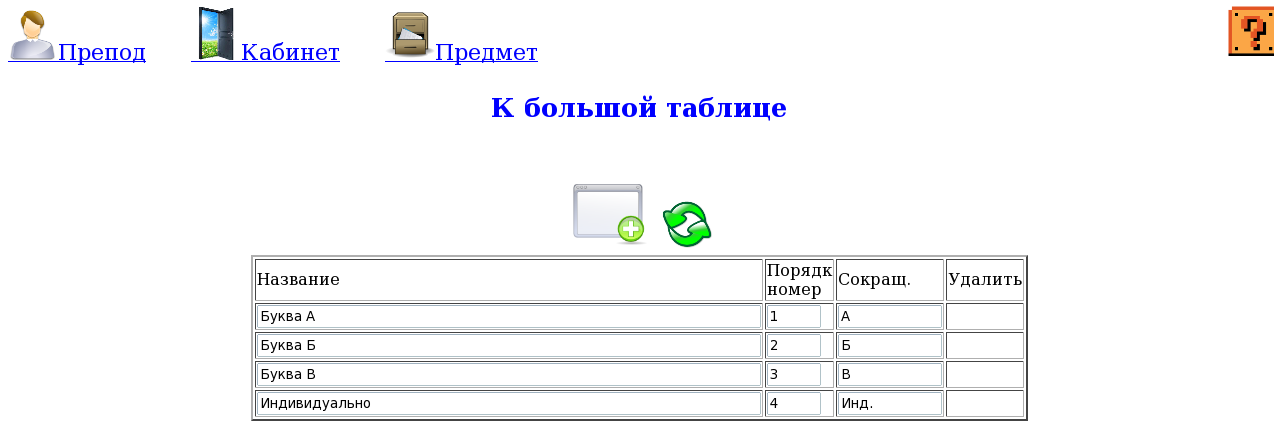 Препод Кабинет Предмет ?
К большой таблице
Название Порядк номер Сокращ. Удалить
Буква А 1 А
Буква Б 2 Б
Буква В 3 В
Индивидуально 4 Инд.